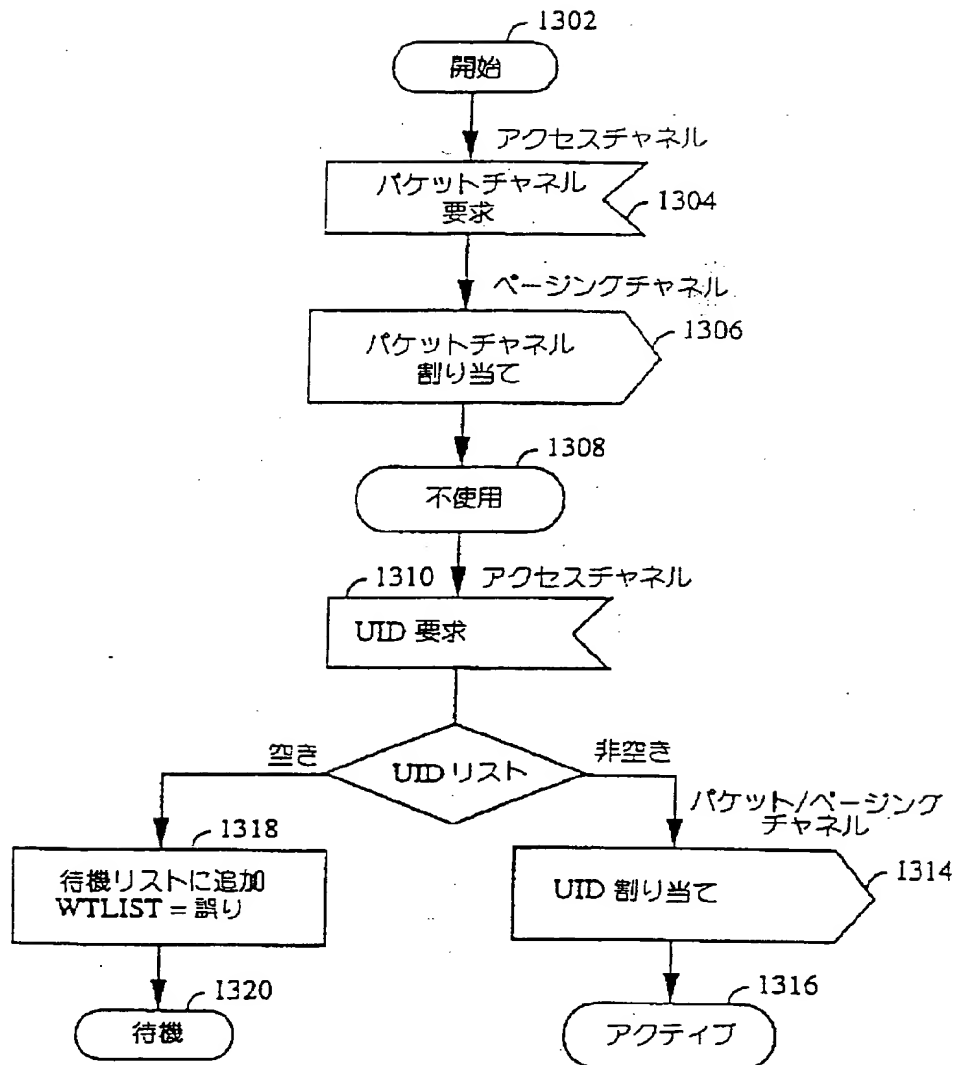 1302
開始
アクセスチャネル
パケットチャネル
要求
1304
ページングチャネル
パケットチャネル
割り当て
1306
1308
不使用
1310
アクセスチャネル
UID 要求
空き
UID リスト
非空き
パケット/ページング
チャネル
1318
待機リストに追加
WTLIST = 誤り
UID 割り当て
1314
1320
待機
1316
アクティブ